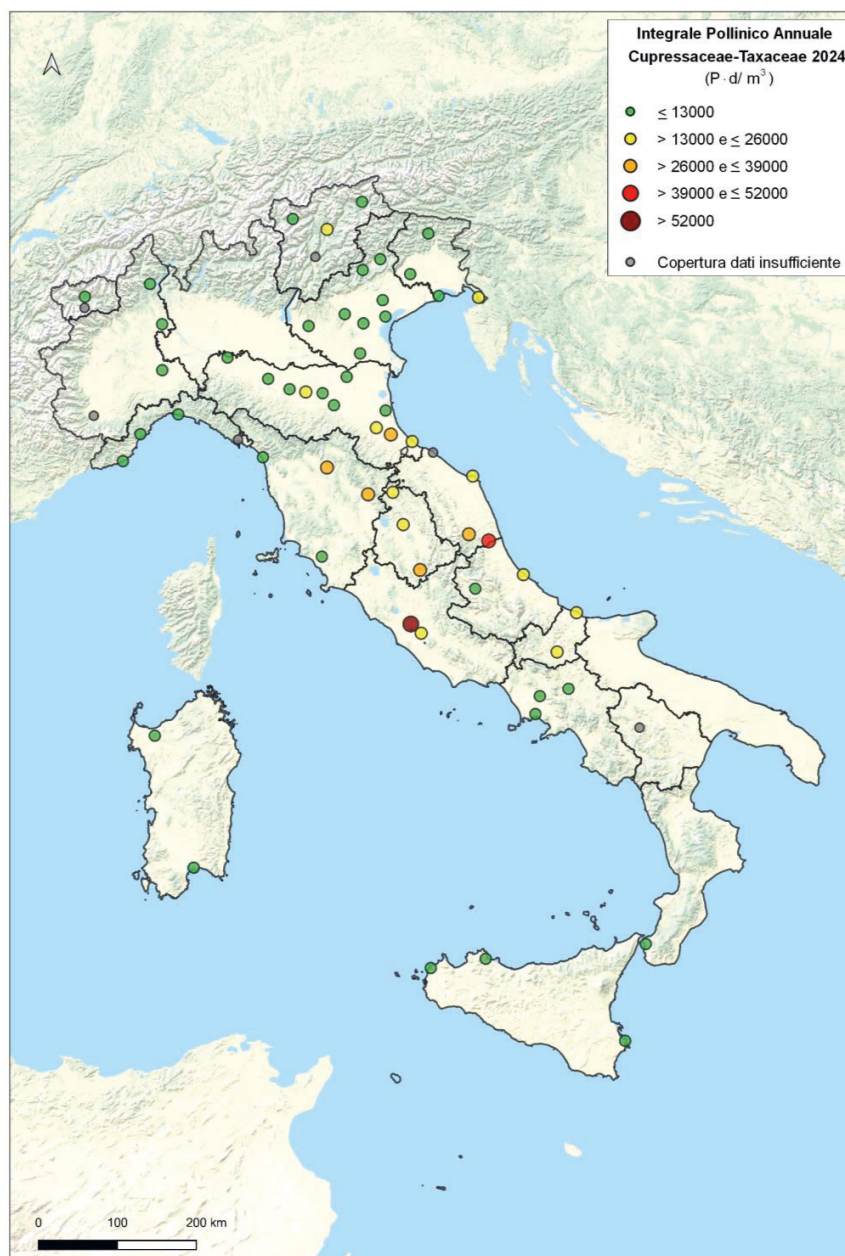 Integrale Pollinico Annuale
Cupressaceae-Taxaceae 2024
(P · d/ m³)
≤ 13000
> 13000 e ≤ 26000
> 26000 e ≤ 39000
> 39000 e ≤ 52000
> 52000
Copertura dati insufficiente
0 100 200 km